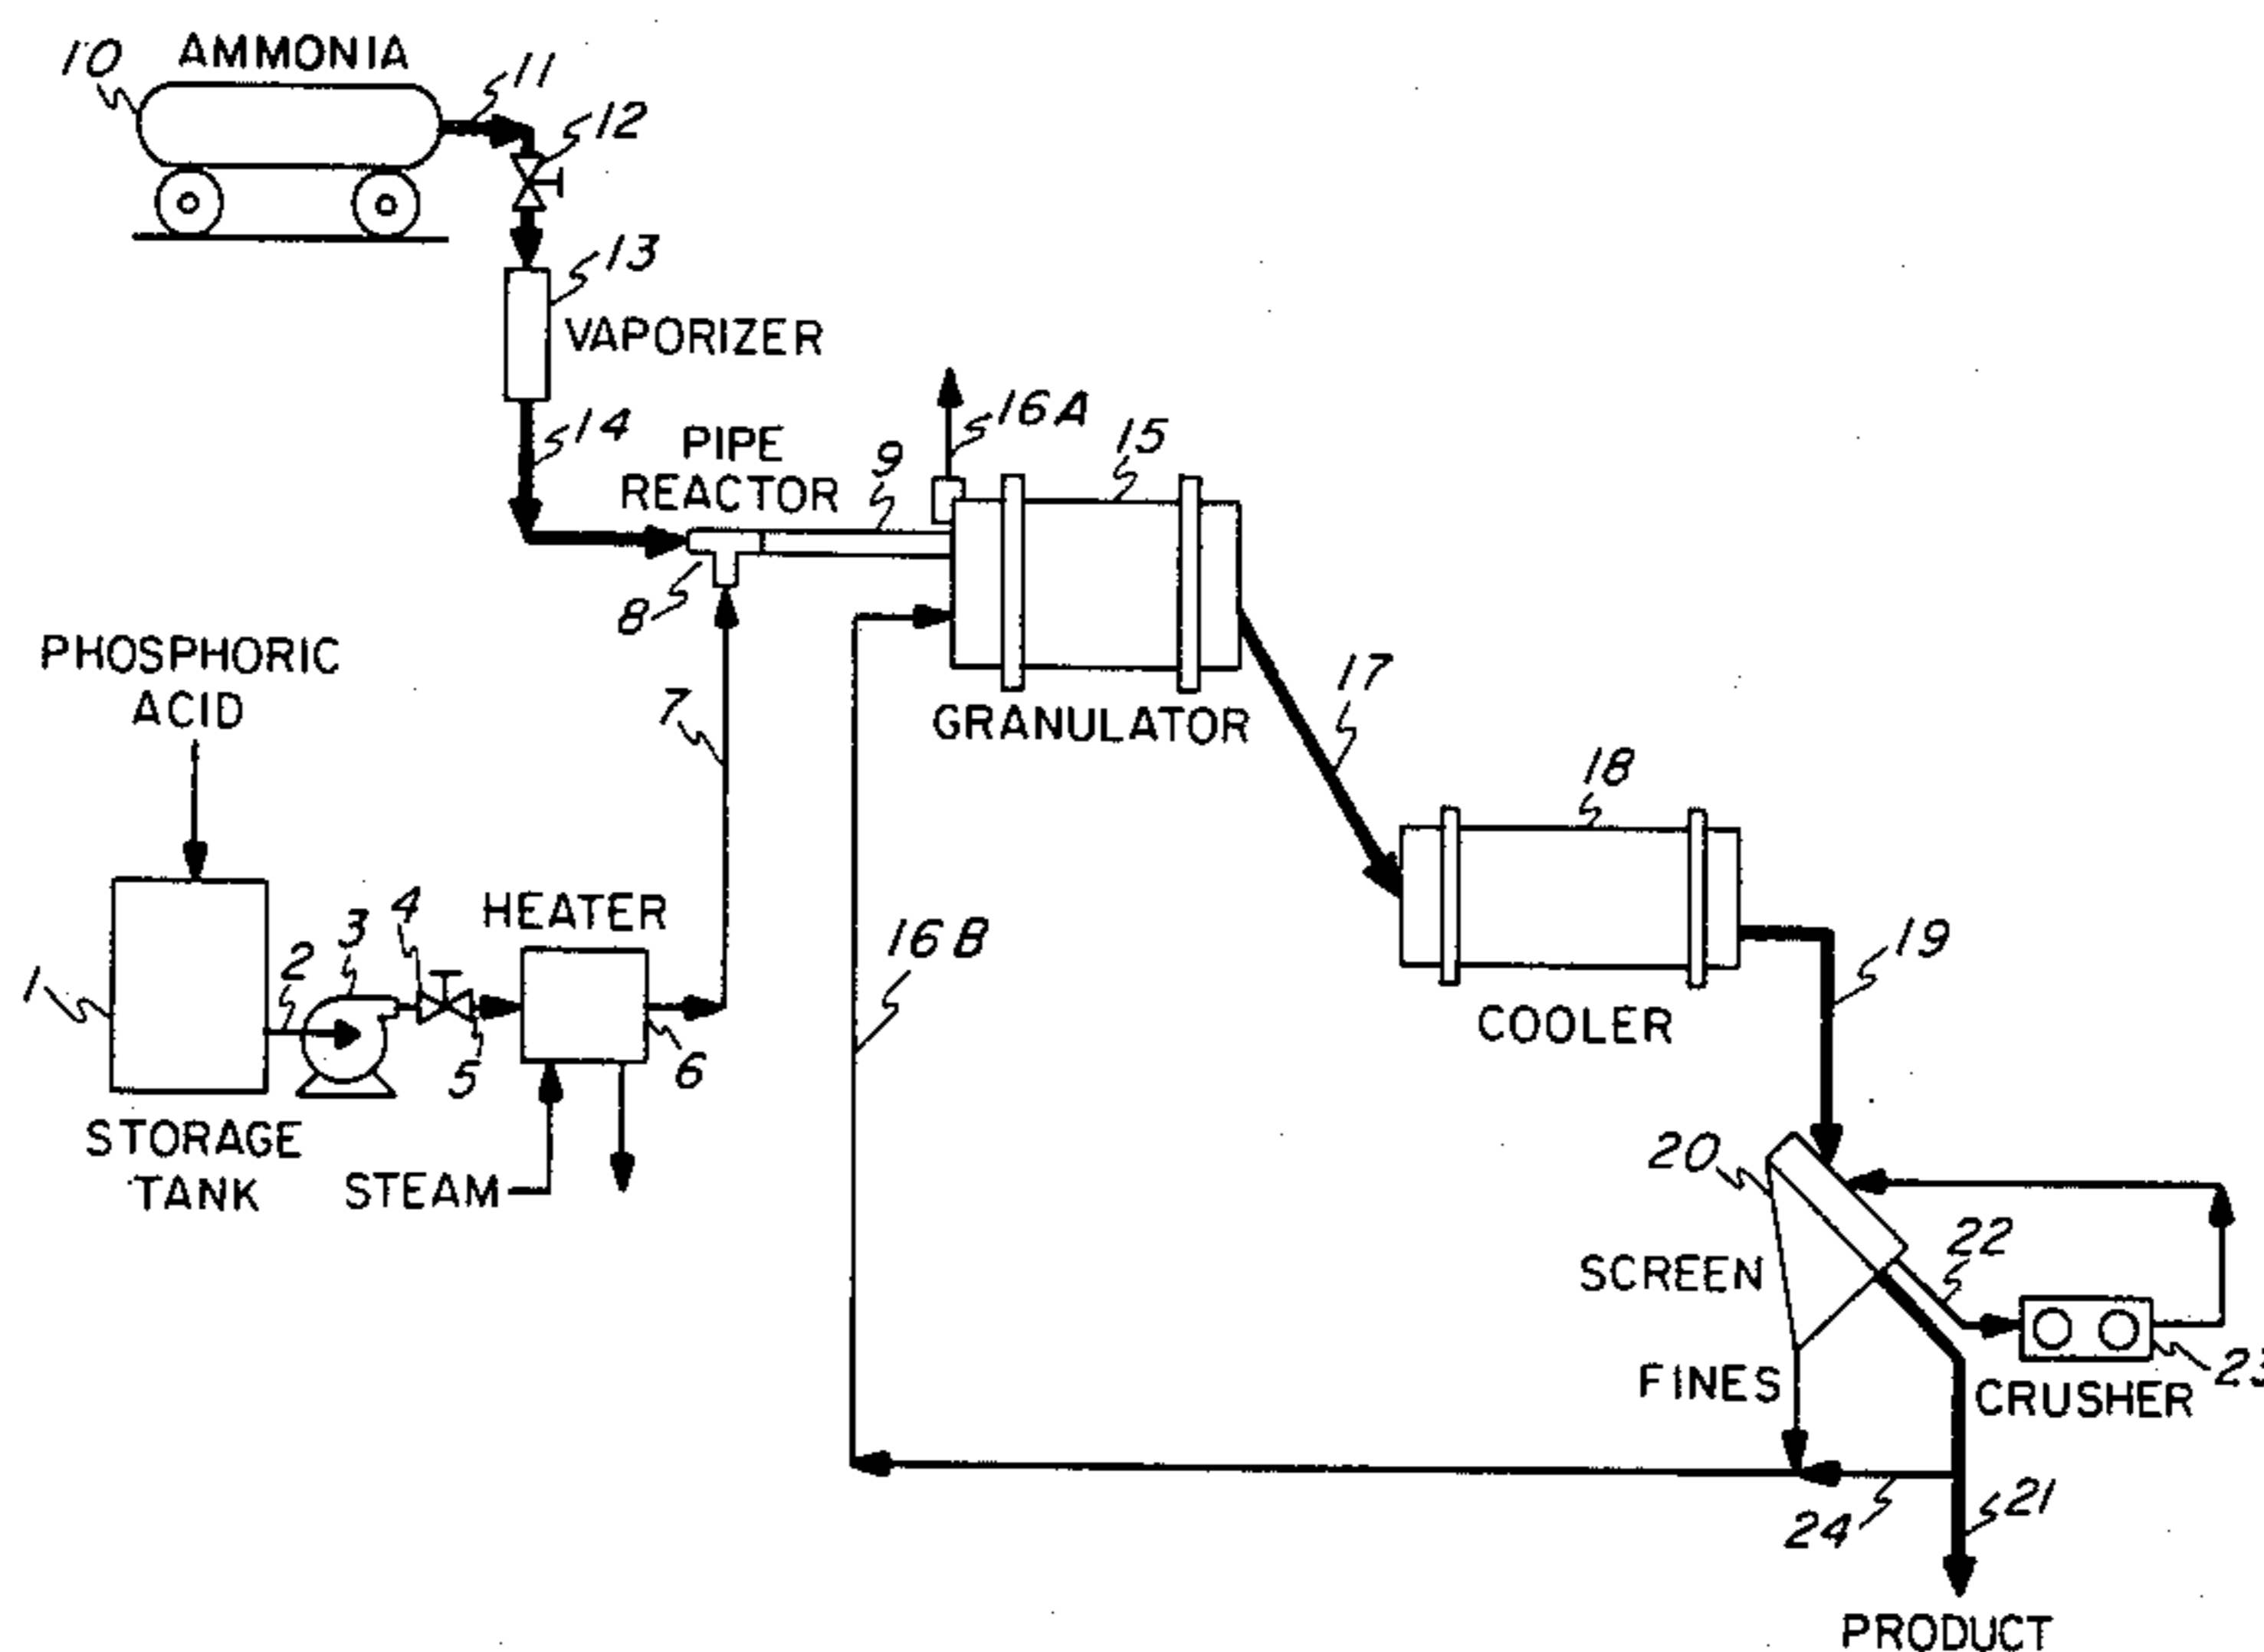 10
AMMONIA
11
12
13
VAPORIZER
14
PIPE
REACTOR
9
16A
15
8
PHOSPHORIC
ACID
7
GRANULATOR
17
18
4
HEATER
3
2
1
16B
19
5
6
COOLER
STORAGE
TANK
STEAM
20
22
SCREEN
FINES
23
CRUSHER
24
21
PRODUCT